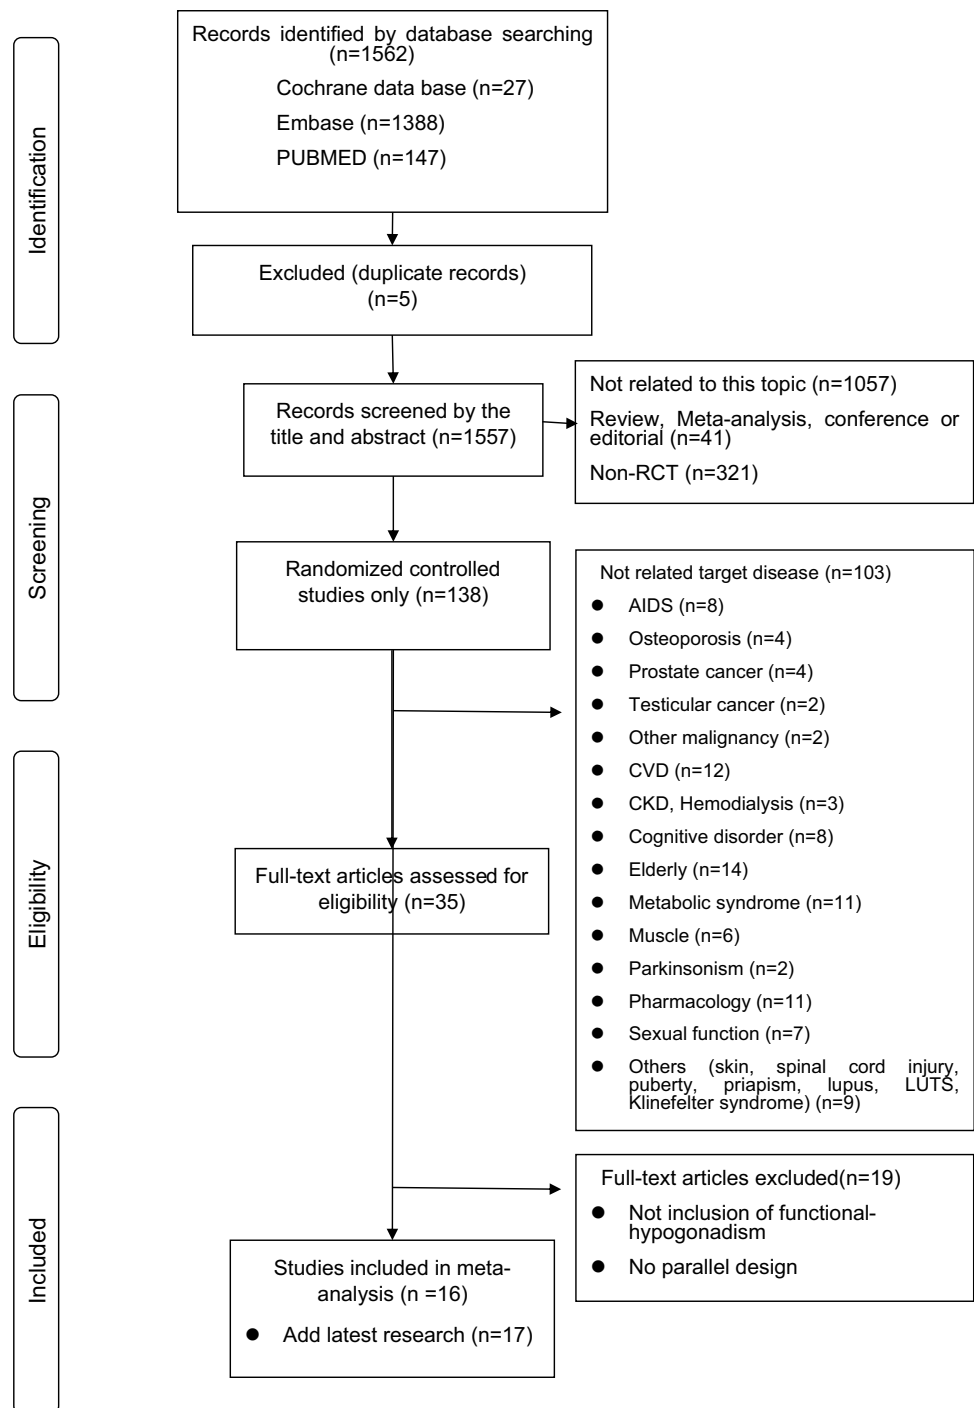 Identification
Records identified by database searching
(n=1562)
Cochrane data base (n=27)
Embase (n=1388)
PUBMED (n=147)
Excluded (duplicate records)
(n=5)
Screening
Records screened by the
title and abstract (n=1557)
Not related to this topic (n=1057)
Review, Meta-analysis, conference or
editorial (n=41)
Non-RCT (n=321)
Randomized controlled
studies only (n=138)
Not related target disease (n=103)
● AIDS (n=8)
● Osteoporosis (n=4)
● Prostate cancer (n=4)
● Testicular cancer (n=2)
● Other malignancy (n=2)
● CVD (n=12)
● CKD, Hemodialysis (n=3)
● Cognitive disorder (n=8)
● Elderly (n=14)
● Metabolic syndrome (n=11)
● Muscle (n=6)
● Parkinsonism (n=2)
● Pharmacology (n=11)
● Sexual function (n=7)
● Others (skin, spinal cord injury,
puberty, priapism, lupus, LUTS,
Klinefelter syndrome) (n=9)
Eligibility
Full-text articles assessed for
eligibility (n=35)
Full-text articles excluded(n=19)
● Not inclusion of functional-
hypogonadism
● No parallel design
Included
Studies included in meta-
analysis (n =16)
● Add latest research (n=17)